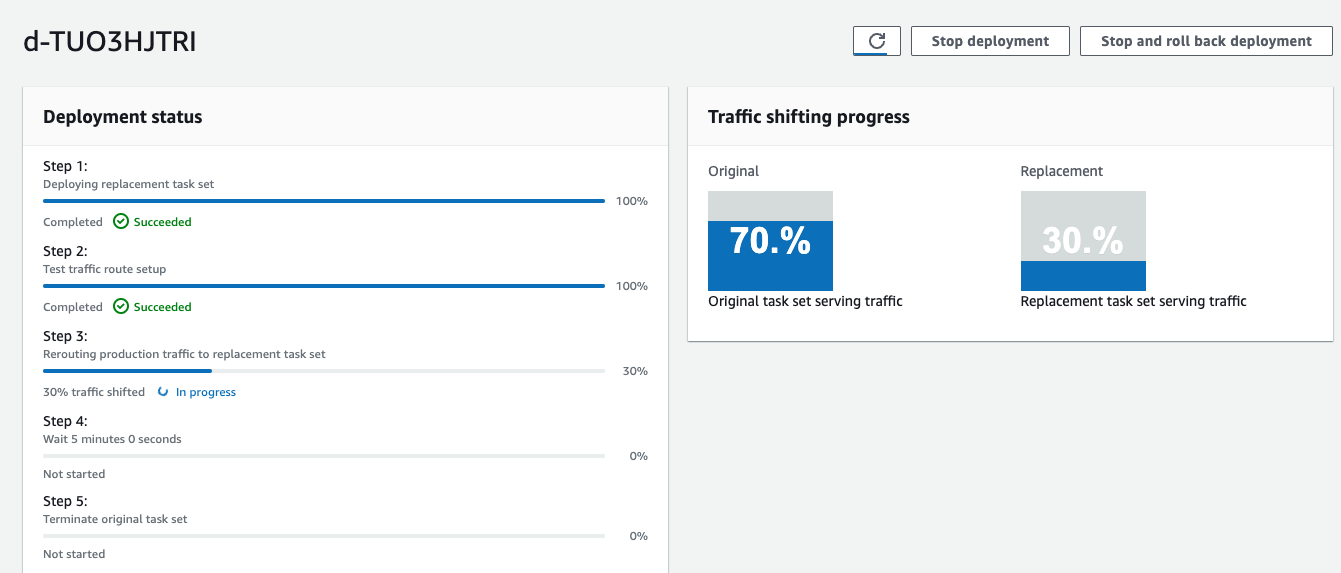 d-TUO3HJTRI
Stop deployment
Stop and roll back deployment
Deployment status
Step 1:
Deploying replacement task set
100%
Completed Succeeded
Step 2:
Test traffic route setup
100%
Completed Succeeded
Step 3:
Rerouting production traffic to replacement task set
30%
30% traffic shifted In progress
Step 4:
Wait 5 minutes 0 seconds
0%
Not started
Step 5:
Terminate original task set
0%
Not started
Traffic shifting progress
Original
70.%
Original task set serving traffic
Replacement
30.%
Replacement task set serving traffic